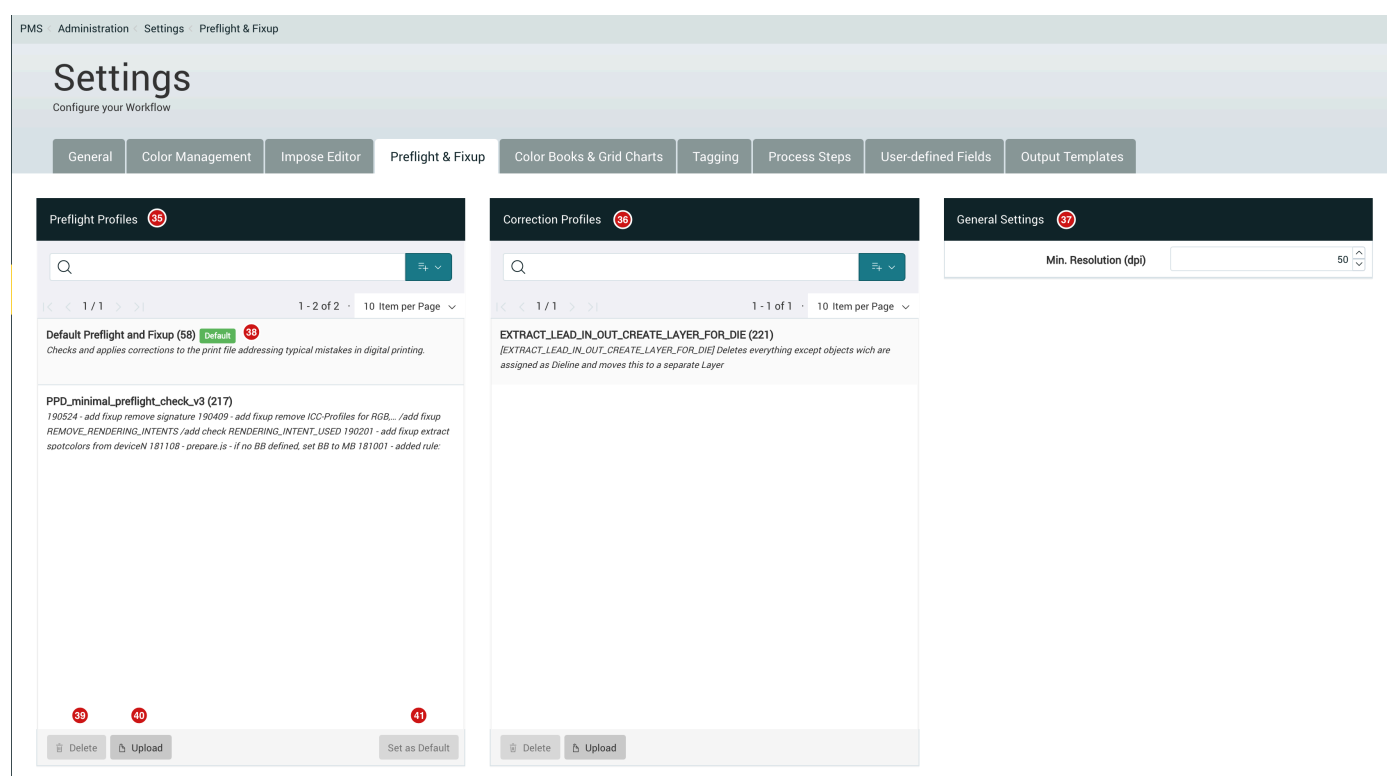 PMS < Administration < Settings < Preflight & Fixup
Settings
Configure your Workflow
General
Color Management
Impose Editor
Preflight & Fixup
Color Books & Grid Charts
Tagging
Process Steps
User-defined Fields
Output Templates
Preflight Profiles 35
1 / 1
1 - 2 of 2 · 10 Item per Page
Default Preflight and Fixup (58) Default 38
Checks and applies corrections to the print file addressing typical mistakes in digital printing.
PPD_minimal_preflight_check_v3 (217)
190524 - add fixup remove signature 190409 - add fixup remove ICC-Profiles for RGB,... /add fixup
REMOVE_RENDERING_INTENTS /add check RENDERING_INTENT_USED 190201 - add fixup extract
spotcolors from deviceN 181108 - prepare.js - if no BB defined, set BB to MB 181001 - added rule:
39
40
41
Delete
Upload
Set as Default
Correction Profiles 36
1 / 1
1 - 1 of 1 · 10 Item per Page
EXTRACT_LEAD_IN_OUT_CREATE_LAYER_FOR_DIE (221)
[EXTRACT_LEAD_IN_OUT_CREATE_LAYER_FOR_DIE] Deletes everything except objects wich are
assigned as Dieline and moves this to a separate Layer
Delete
Upload
General Settings 37
Min. Resolution (dpi) 50